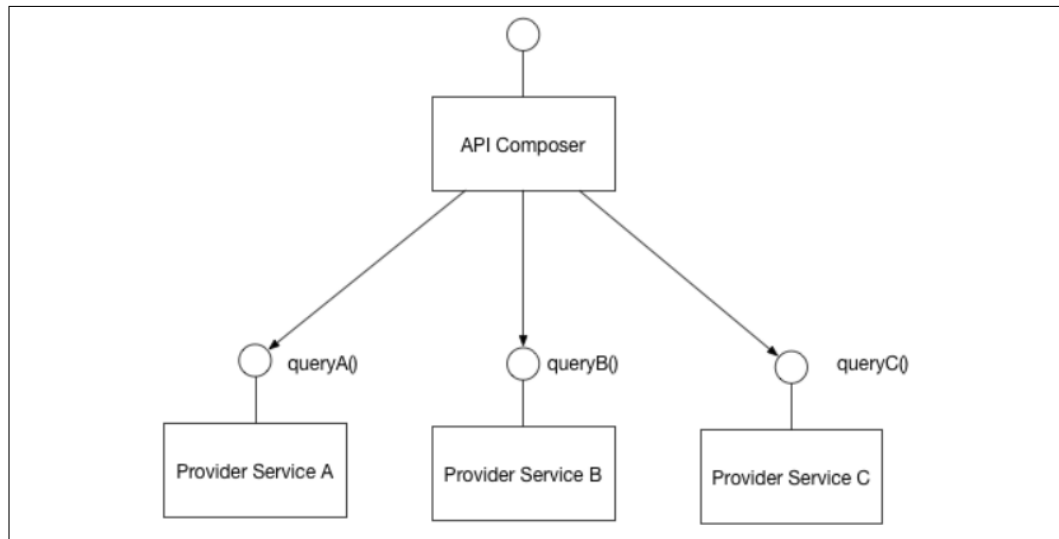 API Composer
queryA()
queryB()
queryC()
Provider Service A
Provider Service B
Provider Service C